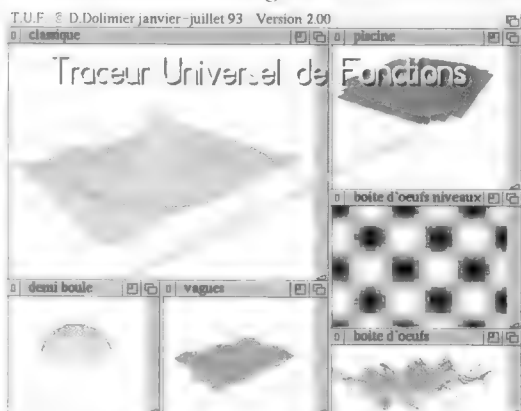 T.U.F © D.Dolimier janvier-juillet 93 Version 2.00
classique
piscine
Traceur Universel de Fonctions
boite d'oeufs niveaux
demi boule
vagues
boite d'oeufs